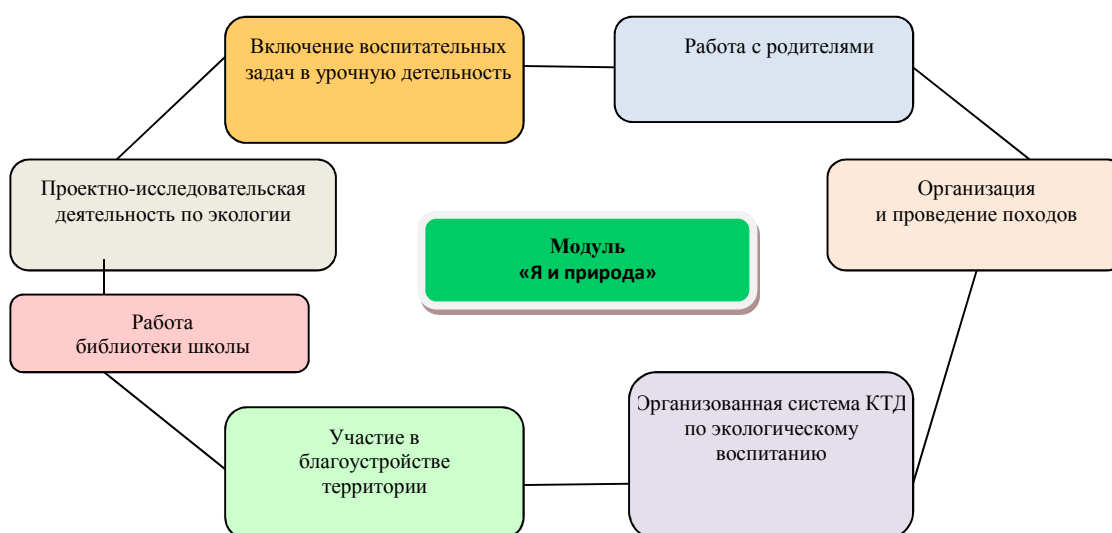 Включение воспитательных
задач в урочную детельность
Работа с родителями
Проектно-исследовательская
деятельность по экологии
Организация
и проведение походов
Модуль
«Я и природа»
Работа
библиотеки школы
Участие в
благоустройстве
территории
Организованная система КТД
по экологическому
воспитанию